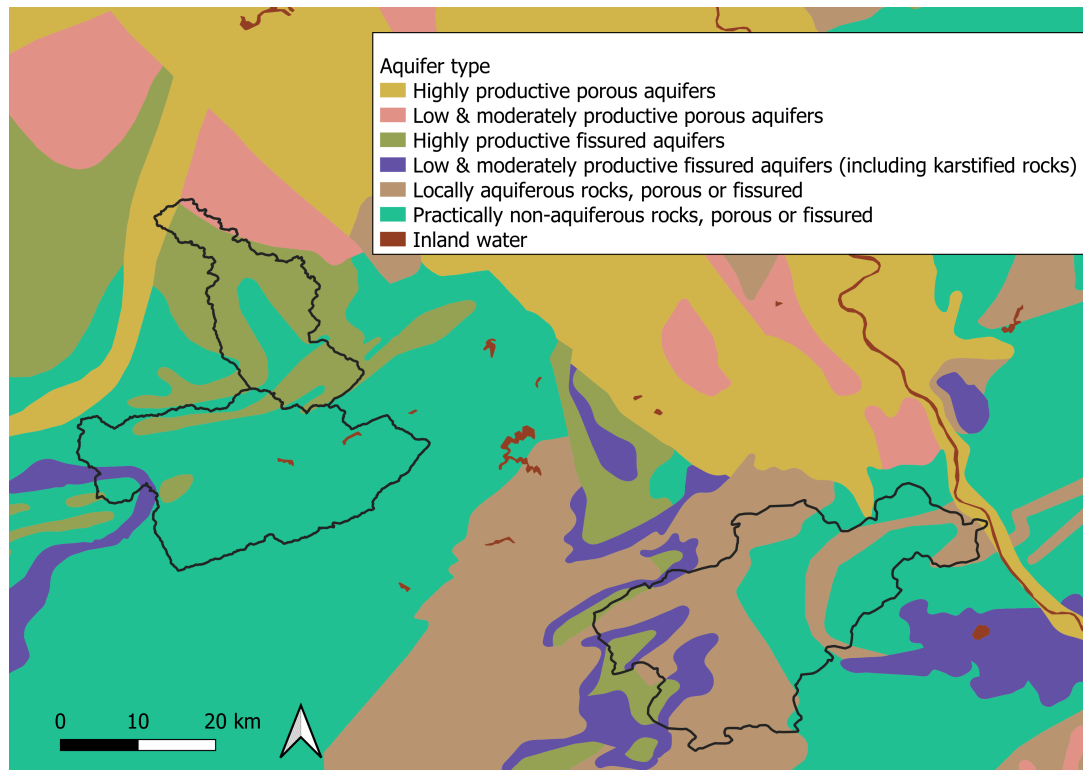 Aquifer type
Highly productive porous aquifers
Low & moderately productive porous aquifers
Highly productive fissured aquifers
Low & moderately productive fissured aquifers (including karstified rocks)
Locally aquiferous rocks, porous or fissured
Practically non-aquiferous rocks, porous or fissured
Inland water
0 10 20 km